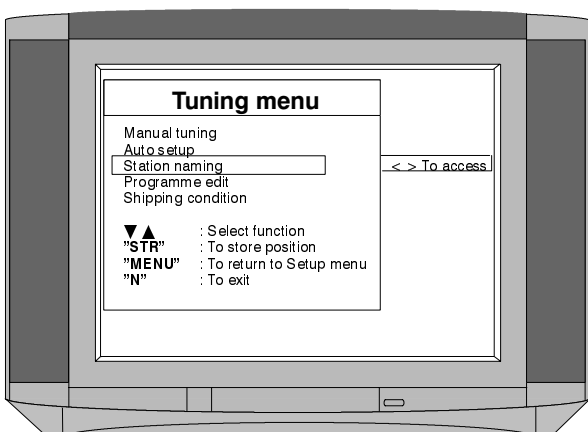 Tuning menu
Manual tuning
Auto setup
Station naming
< > To access
Programme edit
Shipping condition
▼ ▲ : Select function
”STR” : To store position
”MENU” : To return to Setup menu
”N” : To exit